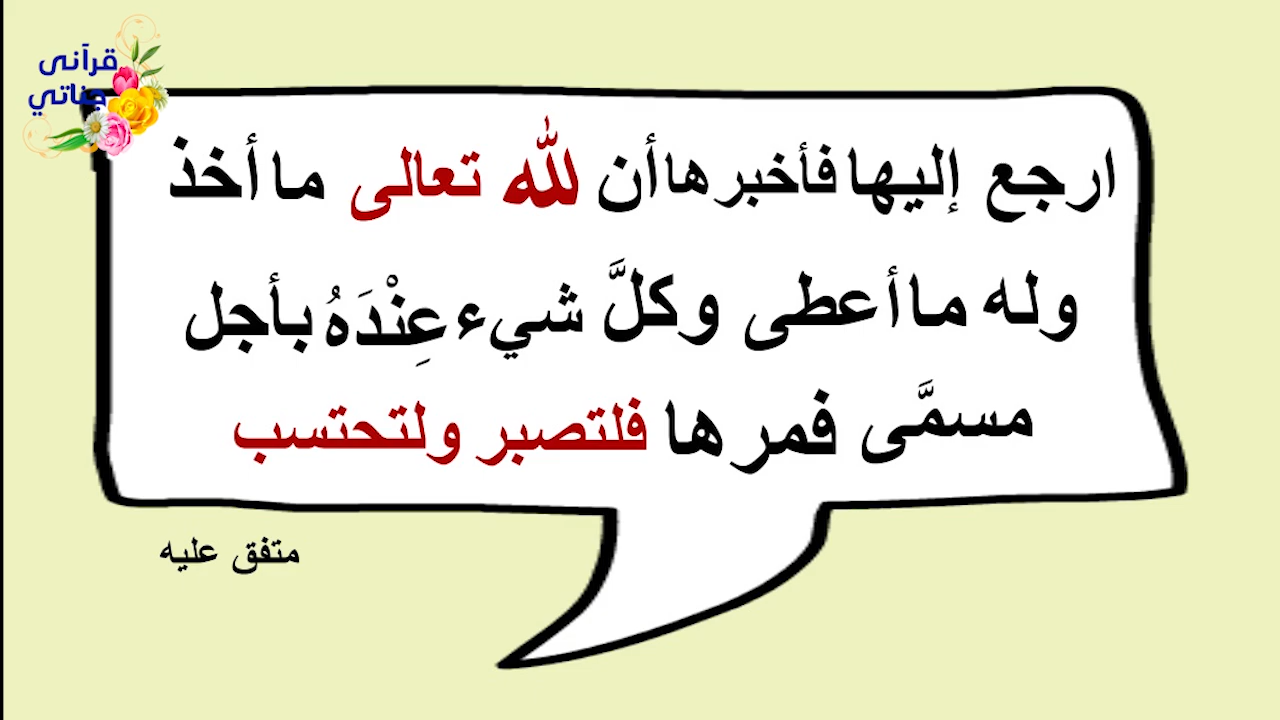 قرآنى
جناتي
ارجع إليها فأخبرها أن لله تعالى ما أخذ
وله ما أعطى وكلَّ شيء عِنْدَهُ بأجل
مسمَّى فمرها فلتصبر ولتحتسب
متفق عليه